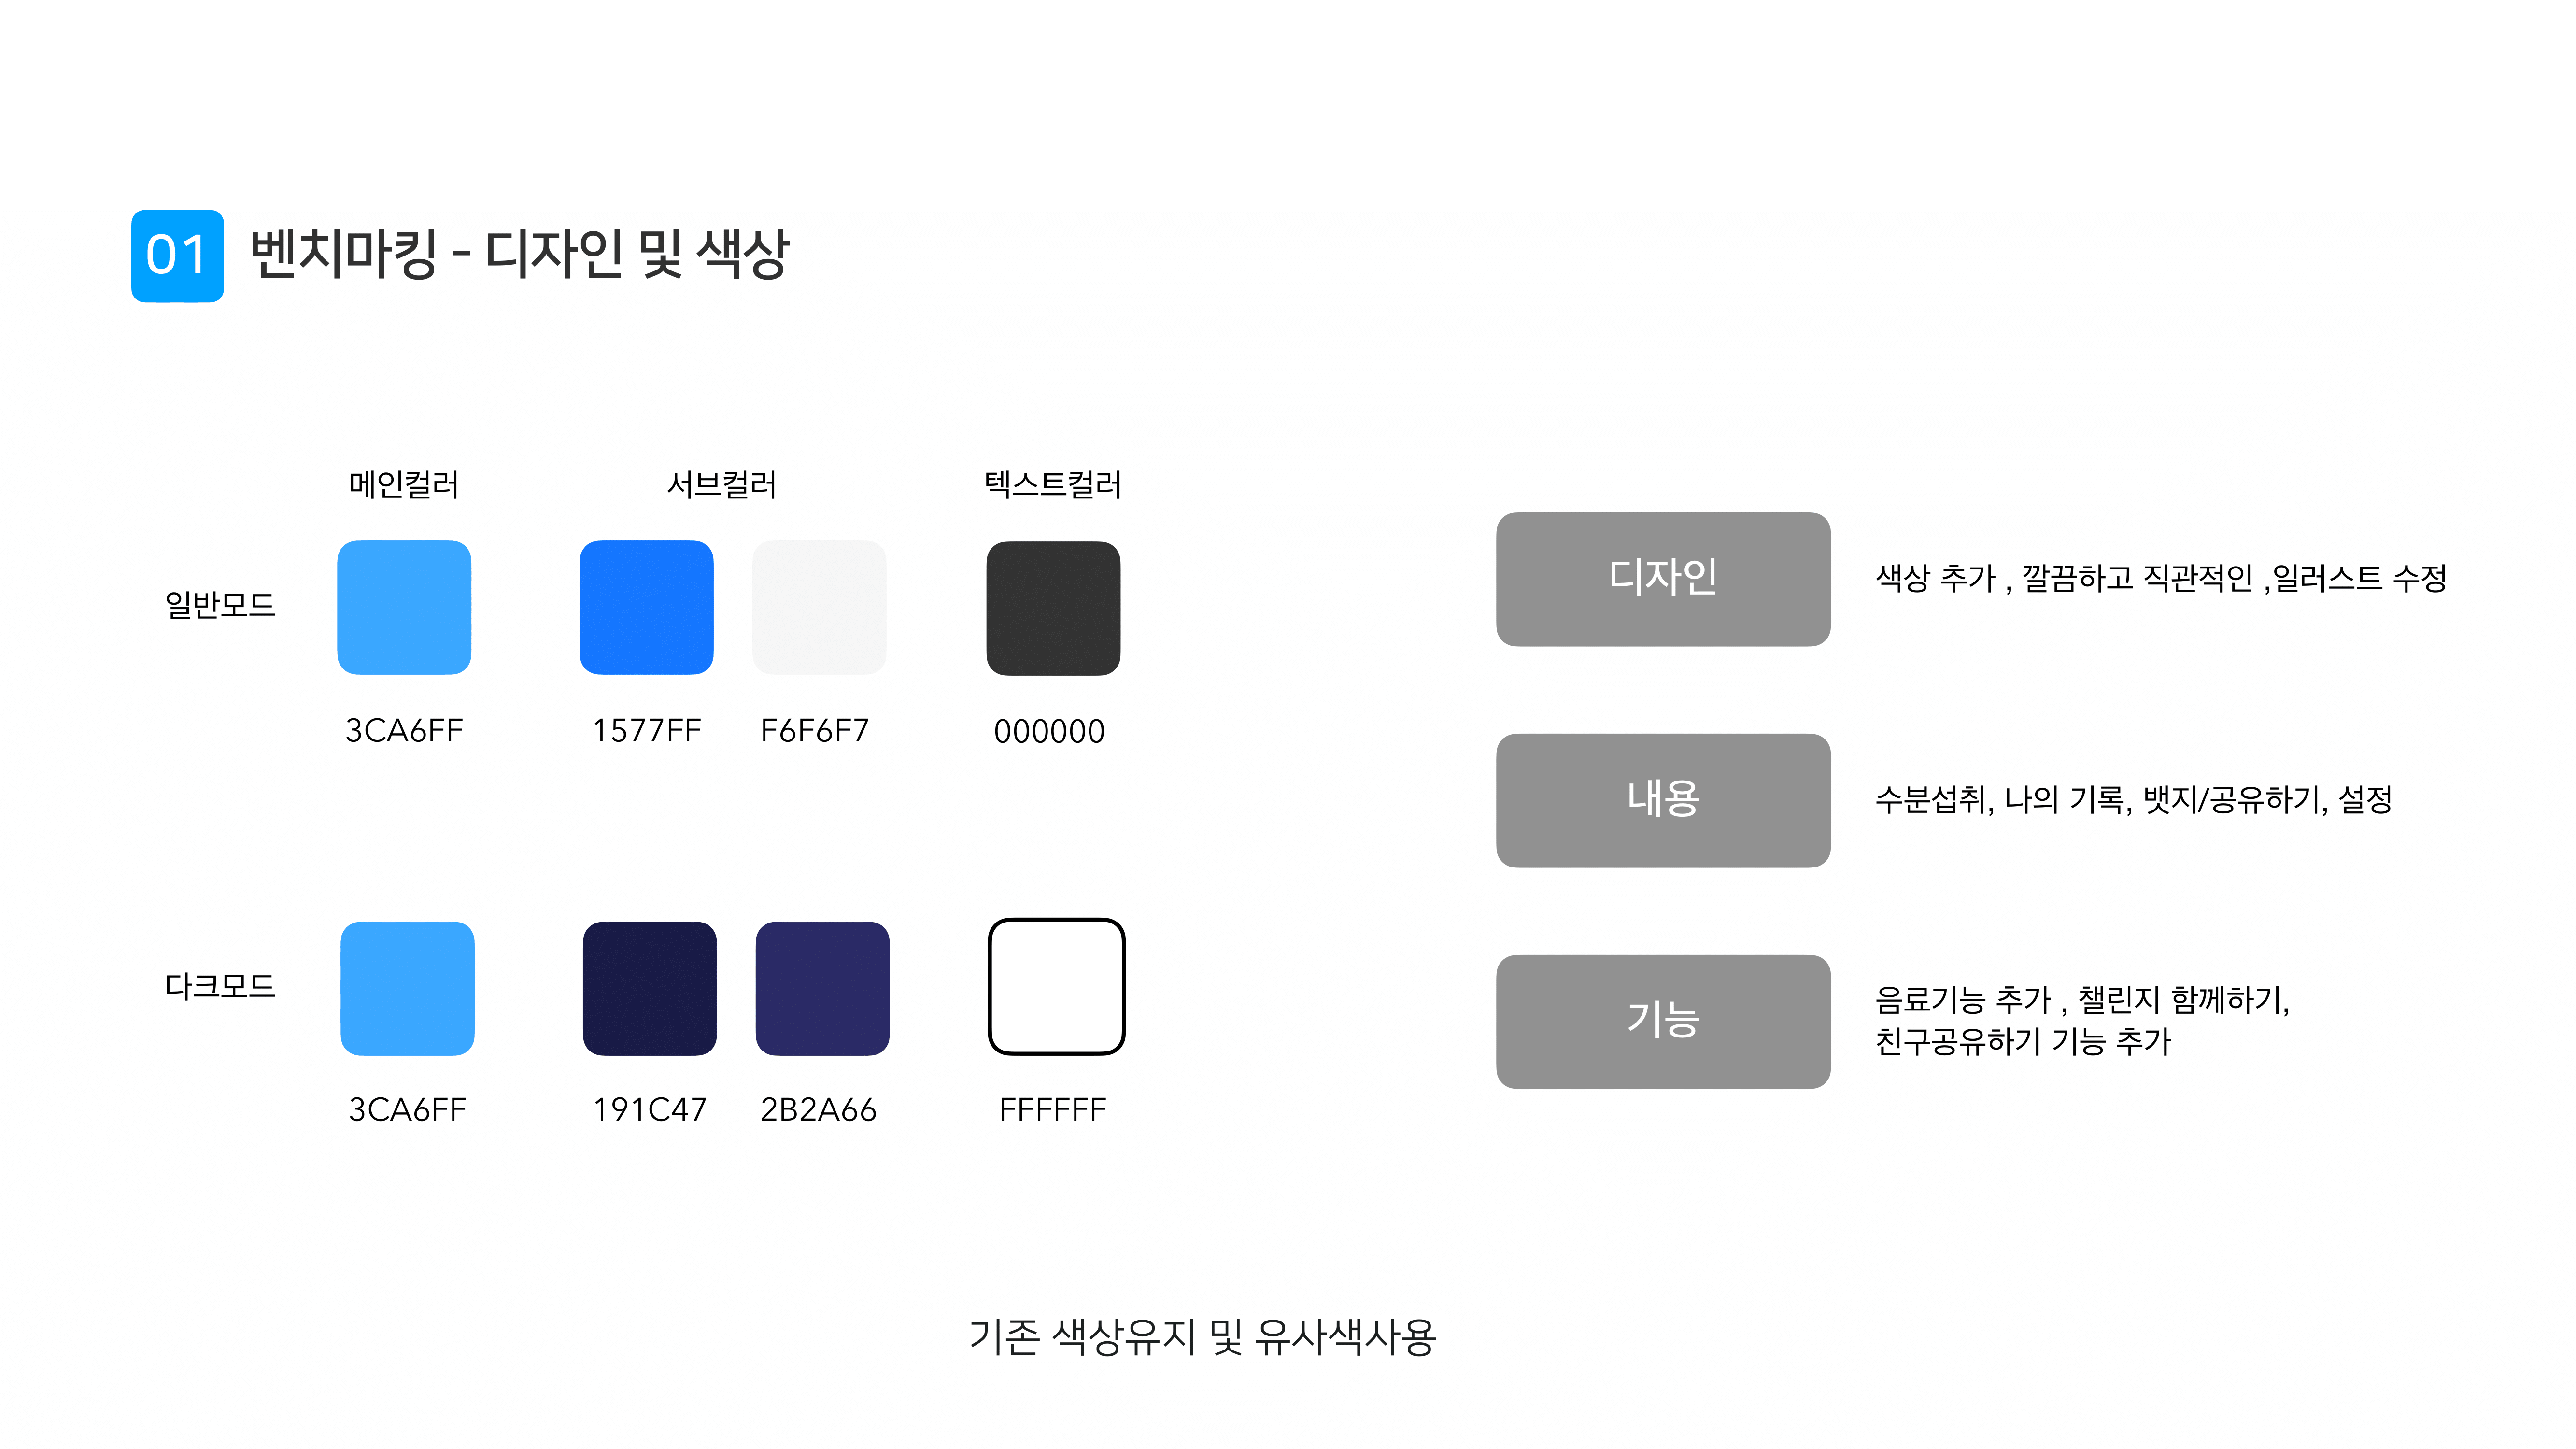 01
벤치마킹 - 디자인 및 색상
메인컬러 서브컬러 텍스트컬러
일반모드
3CA6FF 1577FF F6F6F7 000000
다크모드
3CA6FF 191C47 2B2A66 FFFFFF
디자인
색상 추가 , 깔끔하고 직관적인 ,일러스트 수정
내용
수분섭취, 나의 기록, 뱃지/공유하기, 설정
기능
음료기능 추가 , 챌린지 함께하기,
친구공유하기 기능 추가
기존 색상유지 및 유사색사용